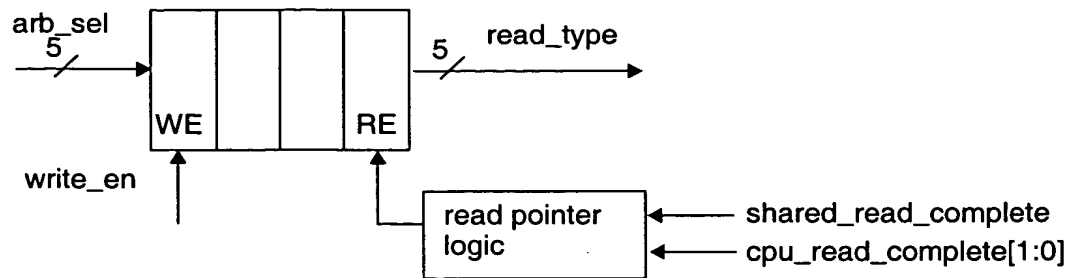 arb_sel
5
5
read_type
WE
RE
write_en
read pointer
logic
shared_read_complete
cpu_read_complete[1:0]